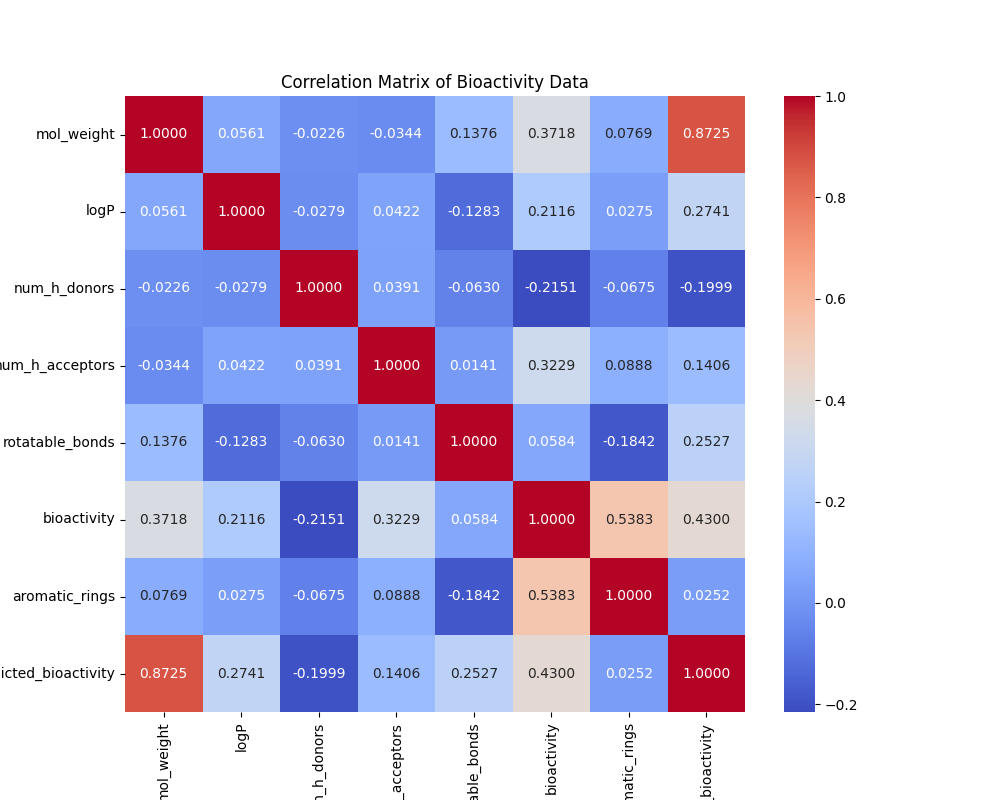 Correlation Matrix of Bioactivity Data
mol_weight 1.0000 0.0561 -0.0226 -0.0344 0.1376 0.3718 0.0769 0.8725
logP 0.0561 1.0000 -0.0279 0.0422 -0.1283 0.2116 0.0275 0.2741
num_h_donors -0.0226 -0.0279 1.0000 0.0391 -0.0630 -0.2151 -0.0675 -0.1999
num_h_acceptors -0.0344 0.0422 0.0391 1.0000 0.0141 0.3229 0.0888 0.1406
rotatable_bonds 0.1376 -0.1283 -0.0630 0.0141 1.0000 0.0584 -0.1842 0.2527
bioactivity 0.3718 0.2116 -0.2151 0.3229 0.0584 1.0000 0.5383 0.4300
aromatic_rings 0.0769 0.0275 -0.0675 0.0888 -0.1842 0.5383 1.0000 0.0252
icted_bioactivity 0.8725 0.2741 -0.1999 0.1406 0.2527 0.4300 0.0252 1.0000
mol_weight
logP
_h_donors
_acceptors
able_bonds
bioactivity
matic_rings
_bioactivity
1.0
0.8
0.6
0.4
0.2
0.0
−0.2